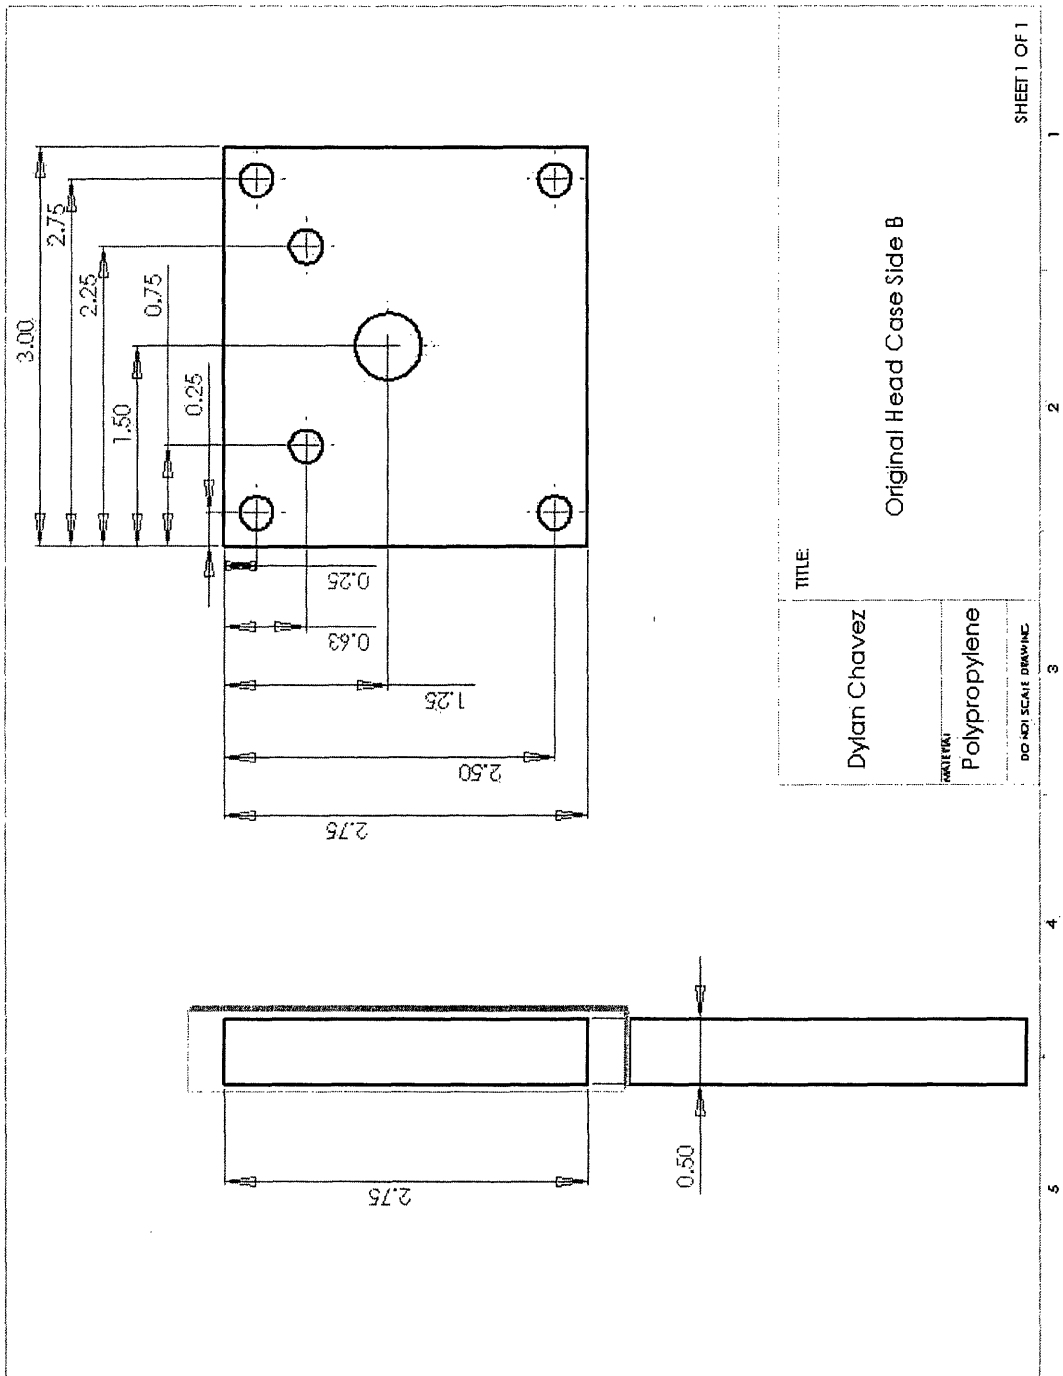 3.00
2.75
2.25
1.50
0.75
0.25
0.25
0.63
1.25
2.50
2.75
2.75
0.50
TITLE:
Original Head Case Side B
Dylan Chavez
MATERIAL
Polypropylene
DO NOT SCALE DRAWING
SHEET 1 OF 1
5
4
3
2
1